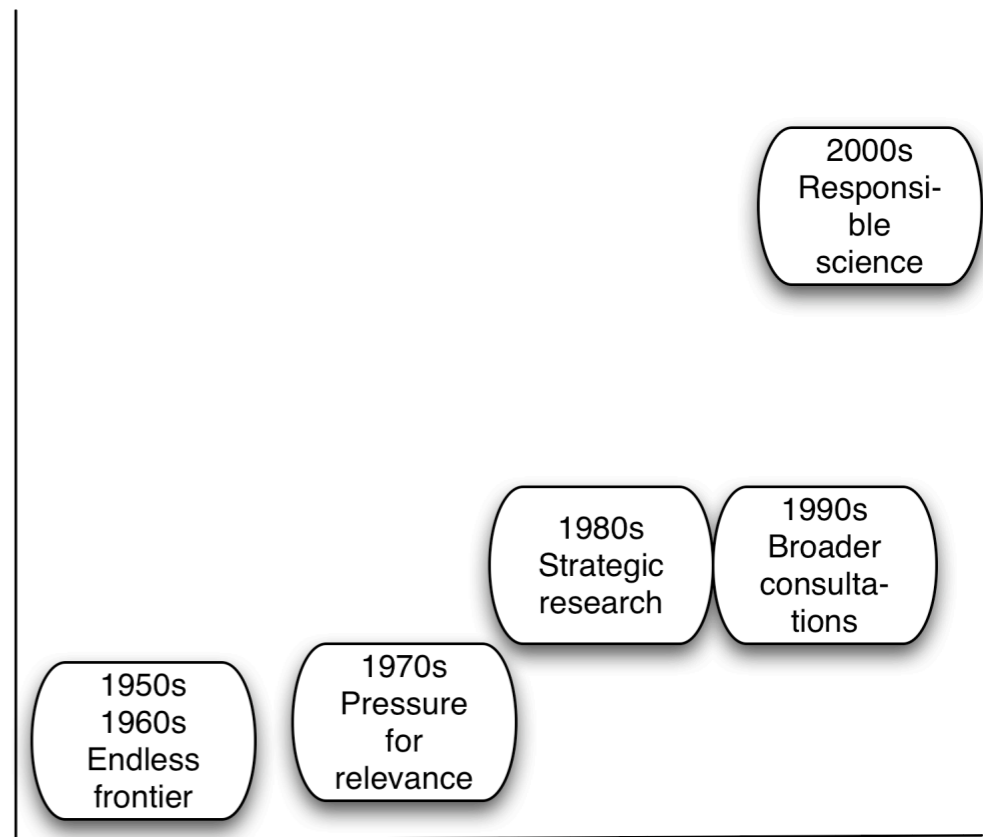 2000s
Responsi-
ble
science
1980s
Strategic
research
1990s
Broader
consulta-
tions
1950s
1960s
Endless
frontier
1970s
Pressure
for
relevance